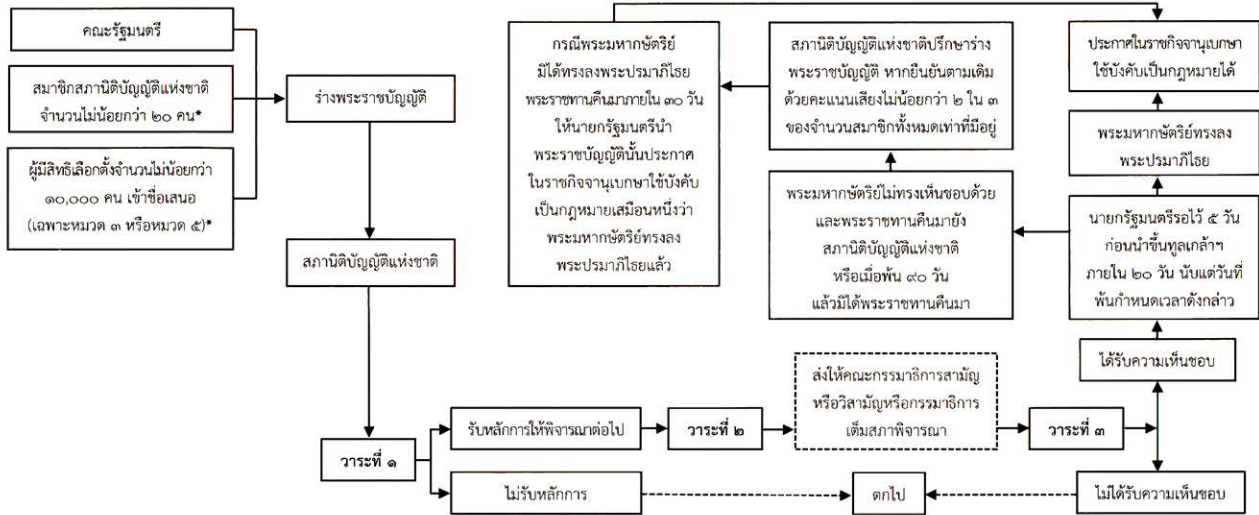 คณะรัฐมนตรี
สมาชิกสภานิติบัญญัติแห่งชาติ
จำนวนไม่น้อยกว่า ๒๐ คน*
ผู้มีสิทธิเลือกตั้งจำนวนไม่น้อยกว่า
๑๐,๐๐๐ คน เข้าชื่อเสนอ
(เฉพาะหมวด ๓ หรือหมวด ๕)*
ร่างพระราชบัญญัติ
สภานิติบัญญัติแห่งชาติ
กรณีพระมหากษัตริย์
มิได้ทรงลงพระปรมาภิไธย
พระราชทานคืนมาภายใน ๓๐ วัน
ให้นายกรัฐมนตรีนำ
พระราชบัญญัตินั้นประกาศ
ในราชกิจจานุเบกษาใช้บังคับ
เป็นกฎหมายเสมือนหนึ่งว่า
พระมหากษัตริย์ทรงลง
พระปรมาภิไธยแล้ว
สภานิติบัญญัติแห่งชาติปรึกษาร่าง
พระราชบัญญัติ หากยืนยันตามเดิม
ด้วยคะแนนเสียงไม่น้อยกว่า ๒ ใน ๓
ของจำนวนสมาชิกทั้งหมดเท่าที่มีอยู่
พระมหากษัตริย์ไม่ทรงเห็นชอบด้วย
และพระราชทานคืนมายัง
สภานิติบัญญัติแห่งชาติ
หรือเมื่อพ้น ๙๐ วัน
แล้วมิได้พระราชทานคืนมา
ประกาศในราชกิจจานุเบกษา
ใช้บังคับเป็นกฎหมายได้
พระมหากษัตริย์ทรงลง
พระปรมาภิไธย
นายกรัฐมนตรีรอไว้ ๕ วัน
ก่อนนำขึ้นทูลเกล้าฯ
ภายใน ๒๐ วัน นับแต่วันที่
พ้นกำหนดเวลาดังกล่าว
ได้รับความเห็นชอบ
วาระที่ ๑
รับหลักการให้พิจารณาต่อไป
วาระที่ ๒
ส่งให้คณะกรรมาธิการสามัญ
หรือวิสามัญหรือกรรมาธิการ
เต็มสภาพิจารณา
วาระที่ ๓
ไม่รับหลักการ
ตกไป
ไม่ได้รับความเห็นชอบ